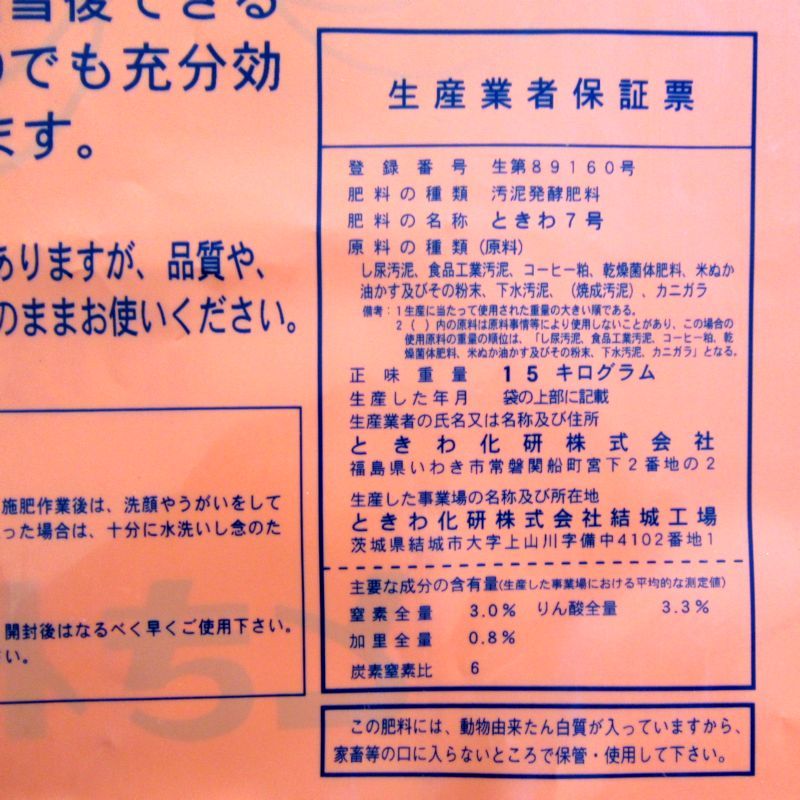 後できる
のでも充分効
ます。
ありますが、品質や、
のままお使いください。
施肥作業後は、洗顔やうがいをして
った場合は、十分に水洗いし念のた
開封後はなるべく早くご使用下さい。
さい。
生産業者保証票
登録番号 生第89160号
肥料の種類 汚泥発酵肥料
肥料の名称 ときわ7号
原料の種類(原料)
し尿汚泥、食品工業汚泥、コーヒー粕、乾燥菌体肥料、米ぬか
油かす及びその粉末、下水汚泥、(焼成汚泥)、カニガラ
備考:1生産に当たって使用された重量の大きい順である。
2( )内の原料は原料事情等により使用しないことがあり、この場合の
使用原料の重量の順位は、「し尿汚泥、食品工業汚泥、コーヒー粕、乾
燥菌体肥料、米ぬか油かす及びその粉末、下水汚泥、カニガラ」となる。
正味重量 15キログラム
生産した年月 袋の上部に記載
生産業者の氏名又は名称及び住所
ときわ化研株式会社
福島県いわき市常磐関船町宮下2番地の2
生産した事業場の名称及び所在地
ときわ化研株式会社結城工場
茨城県結城市大字上山川字備中4102番地1
主要な成分の含有量(生産した事業場における平均的な測定値)
窒素全量 3.0% りん酸全量 3.3%
加里全量 0.8%
炭素窒素比 6
この肥料には、動物由来たん白質が入っていますから、
家畜等の口に入らないところで保管・使用して下さい。